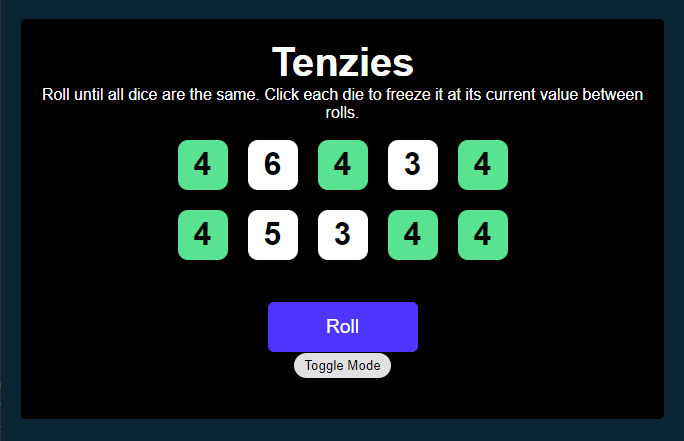 Tenzies
Roll until all dice are the same. Click each die to freeze it at its current value between
rolls.
4 6 4 3 4
4 5 3 4 4
Roll
Toggle Mode